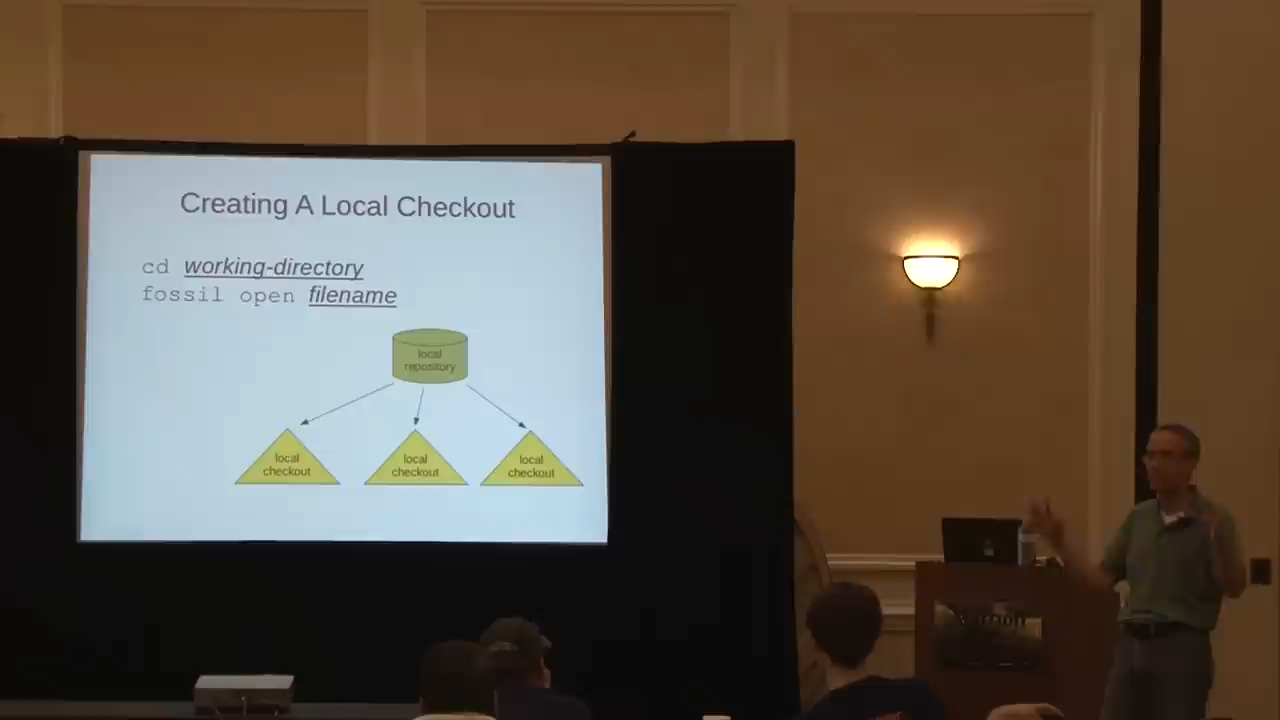 Creating A Local Checkout
cd working-directory
fossil open filename
local
repository
local
checkout
local
checkout
local
checkout